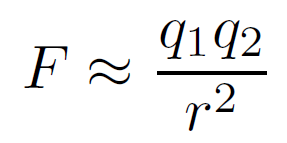 F ≈ q₁q₂ / r²